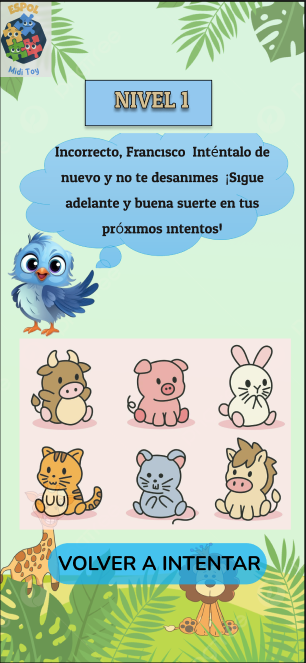 ESPOL
Midi Toy
NIVEL 1
Incorrecto, Francisco Inténtalo de
nuevo y no te desanimes ¡Sigue
adelante y buena suerte en tus
próximos intentos!
VOLVER A INTENTAR